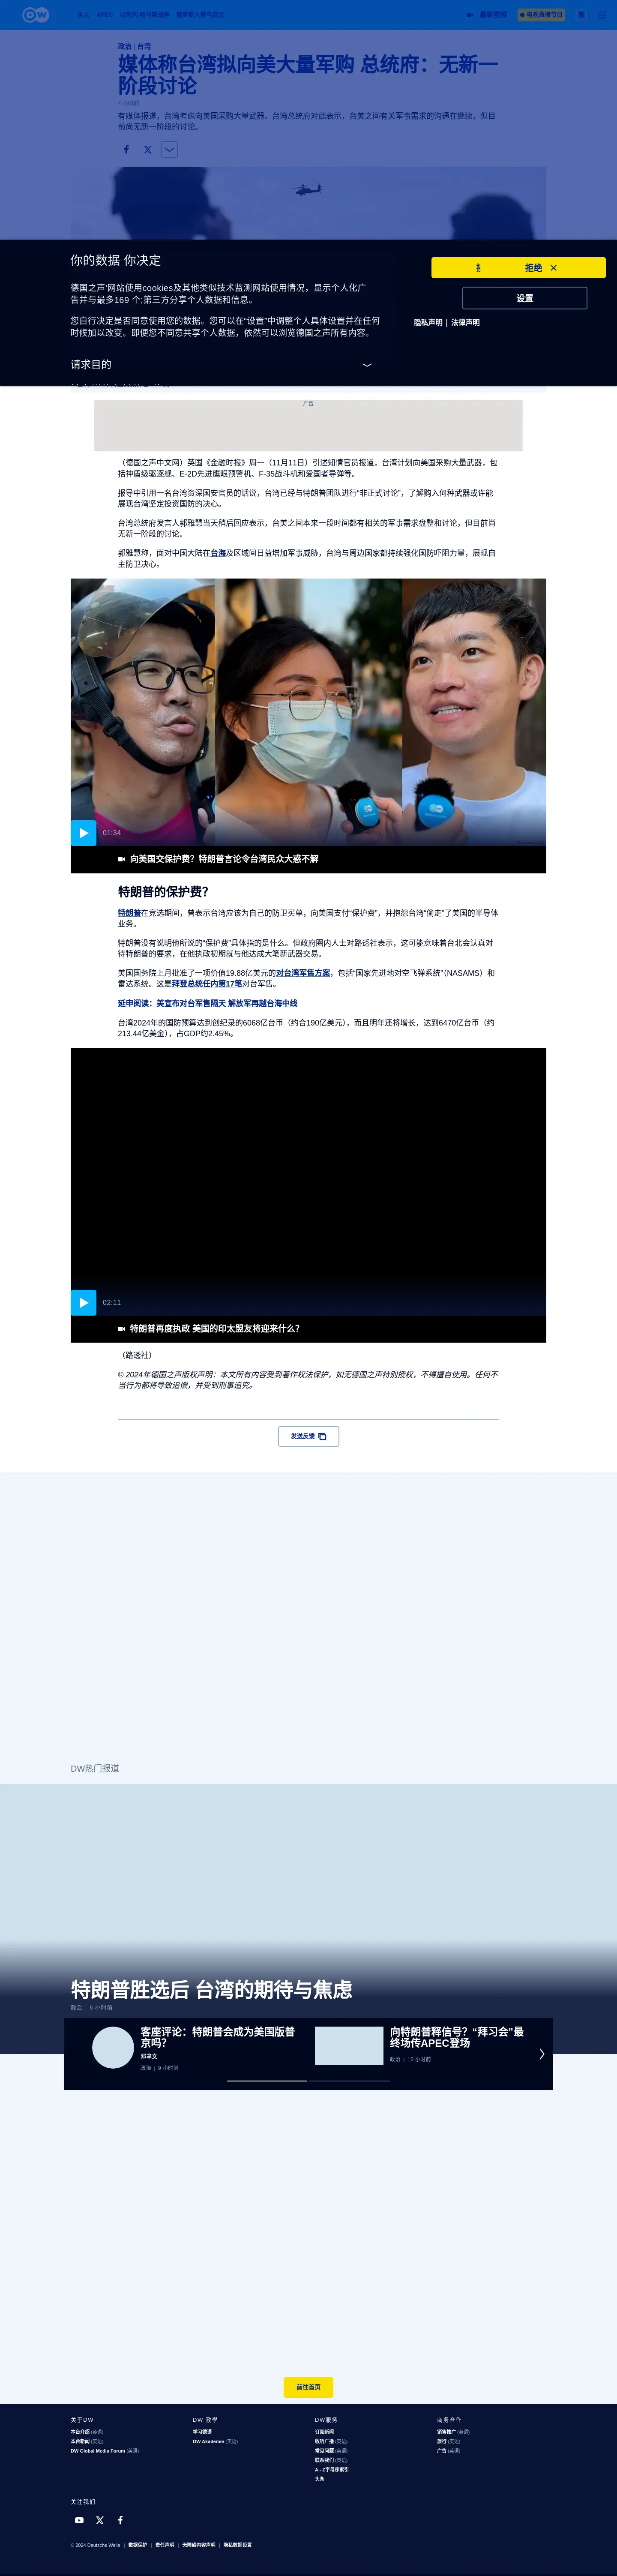 DW
重点 APEC 以色列-哈马斯战争 俄罗斯入侵乌克兰
最新视频
电视直播节目
政治 | 台湾
媒体称台湾拟向美大量军购 总统府：无新一
阶段讨论
有媒体报道，台湾考虑向美国采购大量武器。台湾总统府对此表示，台美之间有关军事需求的沟通在继续，但目
前尚无新一阶段的讨论。
你的数据 你决定
拒绝
德国之声'网站使用cookies及其他类似技术监测网站使用情况，显示个人化广
告并与最多169 个;第三方分享个人数据和信息。
设置
隐私声明 | 法律声明
您自行决定是否同意使用您的数据。您可以在“设置”中调整个人具体设置并在任何
时候加以改变。即便您不同意共享个人数据，依然可以浏览德国之声所有内容。
请求目的
广告
（德国之声中文网）英国《金融时报》周一（11月11日）引述知情官员报道，台湾计划向美国采购大量武器，包
括神盾级驱逐舰、E-2D先进鹰眼预警机、F-35战斗机和爱国者导弹等。
报导中引用一名台湾资深国安官员的话说，台湾已经与特朗普团队进行“非正式讨论”，了解购入何种武器或许能
展现台湾坚定投资国防的决心。
台湾总统府发言人郭雅慧当天稍后回应表示，台美之间本来一段时间都有相关的军事需求盘整和讨论，但目前尚
无新一阶段的讨论。
郭雅慧称，面对中国大陆在台海及区域间日益增加军事威胁，台湾与周边国家都持续强化国防吓阻力量，展现自
主防卫决心。
01:34
向美国交保护费？特朗普言论令台湾民众大惑不解
特朗普的保护费？
特朗普在竞选期间，曾表示台湾应该为自己的防卫买单，向美国支付“保护费”，并抱怨台湾“偷走”了美国的半导体
业务。
特朗普没有说明他所说的“保护费”具体指的是什么。但政府圈内人士对路透社表示，这可能意味着台北会认真对
待特朗普的要求，在他执政初期就与他达成大笔新武器交易。
美国国务院上月批准了一项价值19.88亿美元的对台湾军售方案，包括“国家先进地对空飞弹系统”（NASAMS）和
雷达系统。这是拜登总统任内第17笔对台军售。
延申阅读：美宣布对台军售隔天 解放军再越台海中线
台湾2024年的国防预算达到创纪录的6068亿台币（约合190亿美元），而且明年还将增长，达到6470亿台币（约
213.44亿美金），占GDP约2.45%。
02:11
特朗普再度执政 美国的印太盟友将迎来什么？
（路透社）
© 2024年德国之声版权声明：本文所有内容受到著作权法保护，如无德国之声特别授权，不得擅自使用。任何不
当行为都将导致追偿，并受到刑事追究。
发送反馈
DW热门报道
特朗普胜选后 台湾的期待与焦虑
政治 | 6 小时前
客座评论：特朗普会成为美国版普
京吗？
邓聿文
政治 | 9 小时前
向特朗普释信号？“拜习会”最
终场传APEC登场
政治 | 15 小时前
前往首页
关于DW
本台介绍 (英语)
本台新闻 (英语)
DW Global Media Forum (英语)
DW 教學
学习德语
DW Akademie (英语)
DW服务
订阅新闻
收听广播 (英语)
常见问题 (英语)
联系我们 (英语)
A - Z字母序索引
头条
商务合作
销售推广 (英语)
旅行 (英语)
广告 (英语)
关注我们
© 2024 Deutsche Welle | 数据保护 | 责任声明 | 无障碍内容声明 | 隐私数据设置